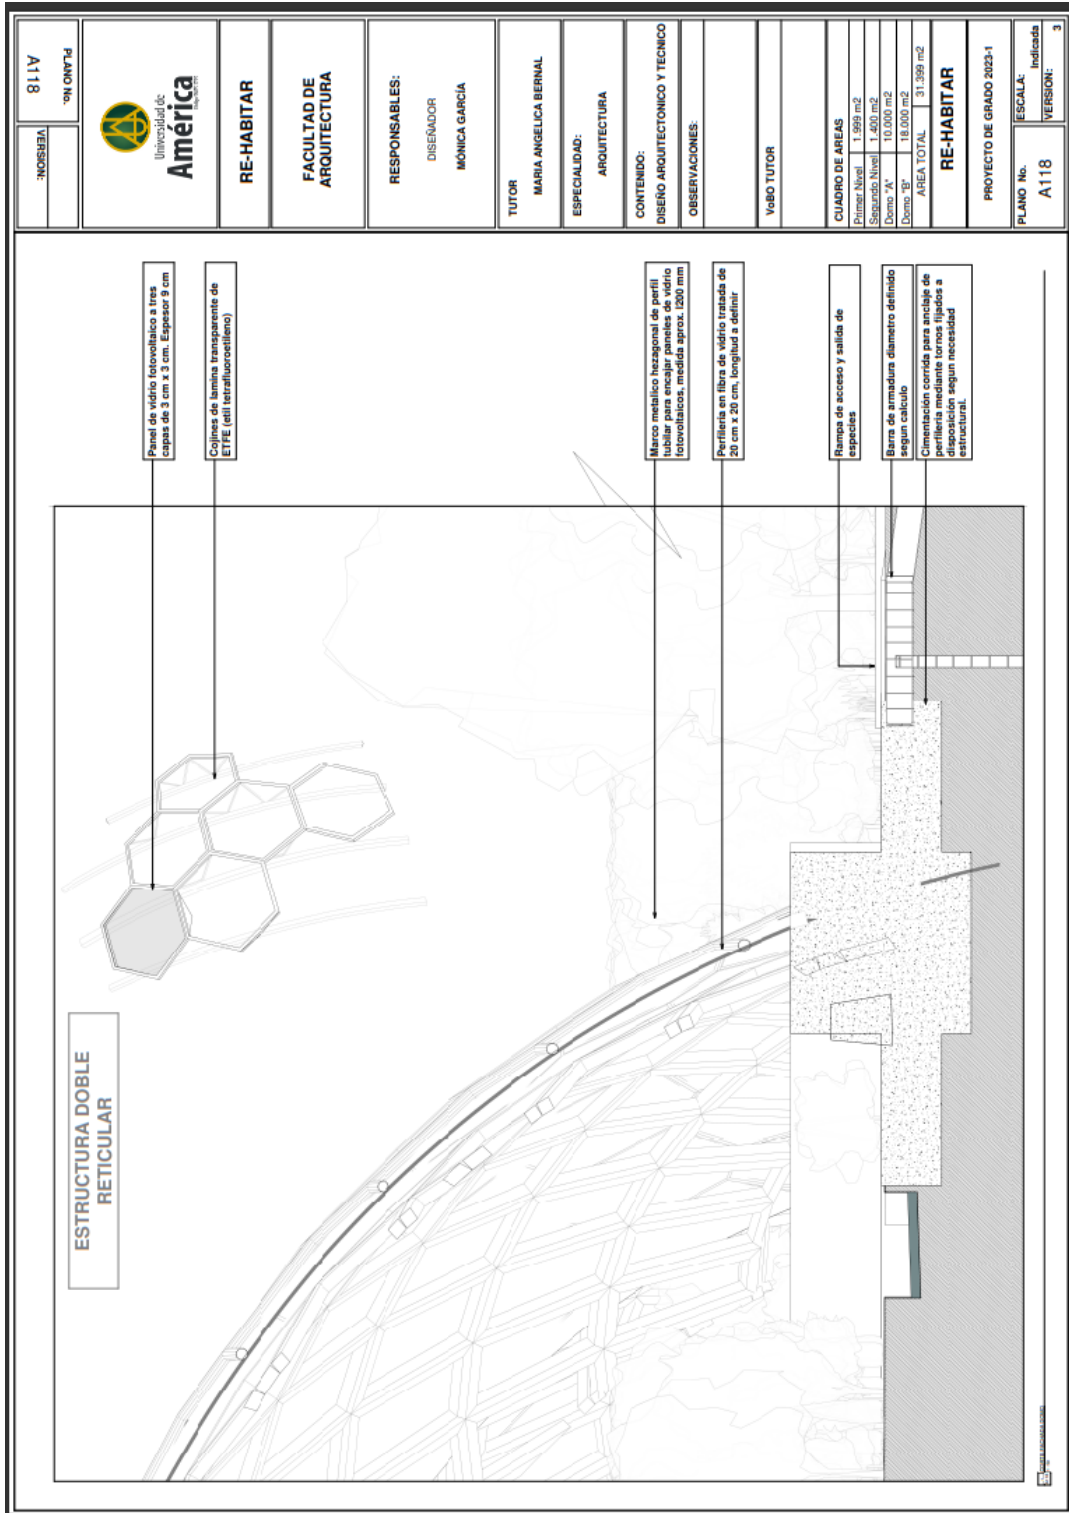 PLANO No.
A118
VERSION:
Universidad de
América
RE-HABITAR
FACULTAD DE
ARQUITECTURA
RESPONSABLES:
DISEÑADOR
MÓNICA GARCÍA
TUTOR
MARIA ANGELICA BERNAL
ESPECIALIDAD:
ARQUITECTURA
CONTENIDO:
DISEÑO ARQUITECTONICO Y TECNICO
OBSERVACIONES:
VoBO TUTOR
CUADRO DE AREAS
Primer Nivel 1.999 m2
Segundo Nivel 1.400 m2
Domo "A" 10.000 m2
Domo "B" 18.000 m2
AREA TOTAL 31.399 m2
RE-HABITAR
PROYECTO DE GRADO 2023-1
PLANO No.
A118
ESCALA:
Indicada
VERSION:
3
Panel de vidrio fotovoltaico a tres
capas de 3 cm x 3 cm. Espesor 9 cm
Cojines de lamina transparente de
ETFE (etil tetrafluoroetileno)
Marco metalico hezagonal de perfil
tubilar para encajar paneles de vidrio
fotovoltaicos, medida aprox. l200 mm
Perfileria en fibra de vidrio tratada de
20 cm x 20 cm, longitud a definir
Rampa de acceso y salida de
especies
Barra de armadura diametro definido
segun calculo
Cimentación corrida para anclaje de
perfileria mediante tornos fijados a
disposición segun necesidad
estructural.
ESTRUCTURA DOBLE
RETICULAR